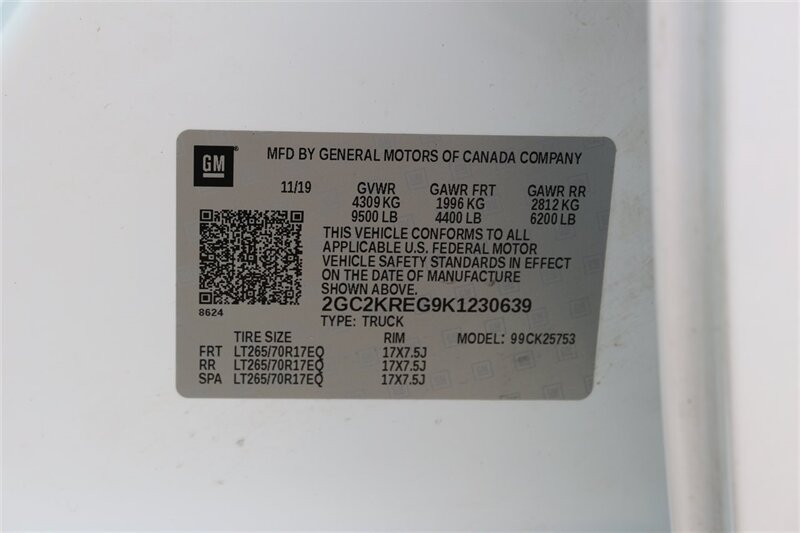 GM
MFD BY GENERAL MOTORS OF CANADA COMPANY
11/19 GVWR GAWR FRT GAWR RR
4309 KG 1996 KG 2812 KG
9500 LB 4400 LB 6200 LB
THIS VEHICLE CONFORMS TO ALL
APPLICABLE U.S. FEDERAL MOTOR
VEHICLE SAFETY STANDARDS IN EFFECT
ON THE DATE OF MANUFACTURE
SHOWN ABOVE.
8624
2GC2KREG9K1230639
TYPE: TRUCK
TIRE SIZE RIM MODEL: 99CK25753
FRT LT265/70R17EQ 17X7.5J
RR LT265/70R17EQ 17X7.5J
SPA LT265/70R17EQ 17X7.5J